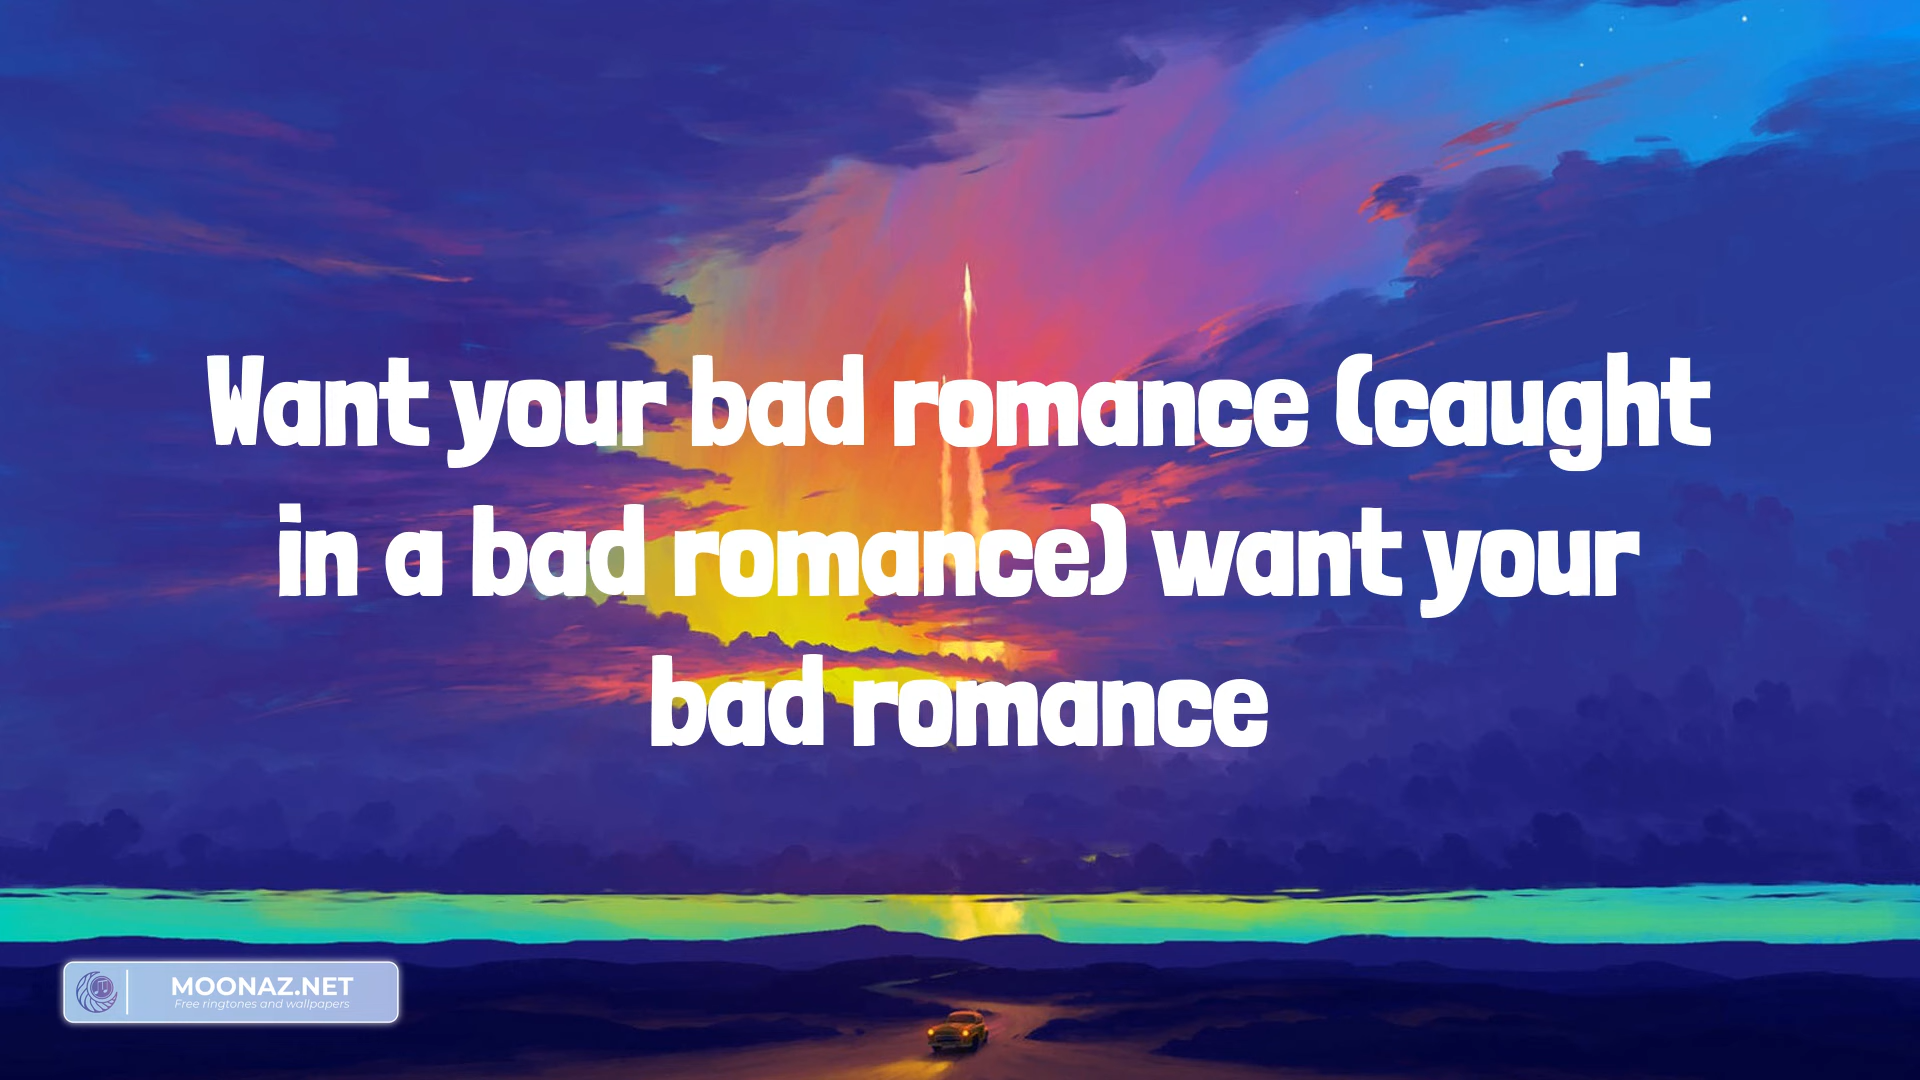 Want your bad romance (caught
in a bad romance) want your
bad romance
MOONAZ.NET
Free ringtones and wallpapers